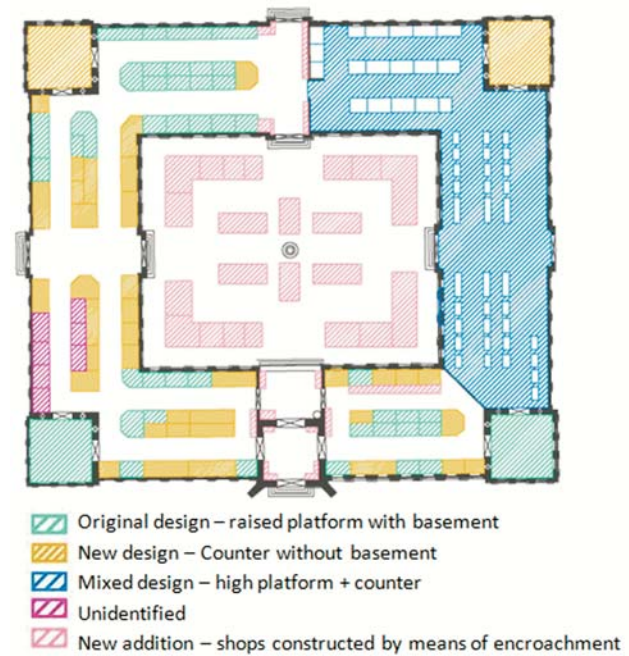 Original design – raised platform with basement
New design – Counter without basement
Mixed design – high platform + counter
Unidentified
New addition – shops constructed by means of encroachment